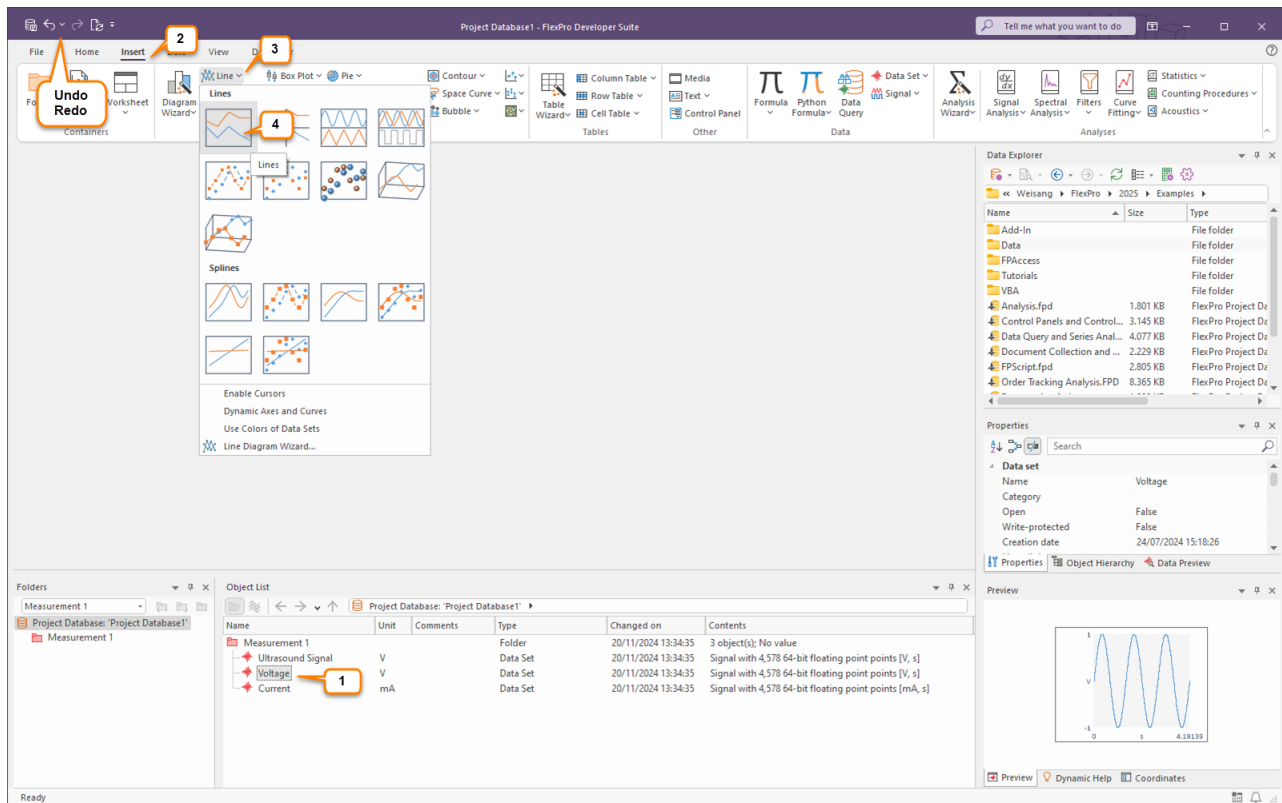 Project Database1 - FlexPro Developer Suite
Tell me what you want to do
File Home Insert View
2
3
Undo
Redo
Worksheet
Containers
Diagram
Wizard
Line
Box Plot
Pie
Contour
Space Curve
Bubble
Table
Wizard
Column Table
Row Table
Cell Table
Tables
Media
Text
Control Panel
Other
Formula
Python
Formula
Data
Query
Data Set
Signal
Data
Analysis
Wizard
Signal
Analysis
Spectral
Analysis
Filters
Curve
Fitting
Statistics
Counting Procedures
Acoustics
Analyses
Lines
4
Lines
Splines
Enable Cursors
Dynamic Axes and Curves
Use Colors of Data Sets
Line Diagram Wizard...
Data Explorer
« Weisang FlexPro 2025 Examples
Name Size Type
Add-In File folder
Data File folder
FPAccess File folder
Tutorials File folder
VBA File folder
Analysis.fpd 1.801 KB FlexPro Project Da
Control Panels and Control... 3.145 KB FlexPro Project Da
Data Query and Series Anal... 4.077 KB FlexPro Project Da
Document Collection and ... 2.229 KB FlexPro Project Da
FPScript.fpd 2.805 KB FlexPro Project Da
Order Tracking Analysis.FPD 8.365 KB FlexPro Project Da
Properties
Search
Data set
Name Voltage
Category
Open False
Write-protected False
Creation date 24/07/2024 15:18:26
Properties Object Hierarchy Data Preview
Folders
Measurement 1
Project Database: 'Project Database1'
Measurement 1
Object List
Project Database: 'Project Database1'
Name Unit Comments Type Changed on Contents
Measurement 1 Folder 20/11/2024 13:34:35 3 object(s); No value
Ultrasound Signal V Data Set 20/11/2024 13:34:35 Signal with 4,578 64-bit floating point points [V, s]
Voltage V Data Set 20/11/2024 13:34:35 Signal with 4,578 64-bit floating point points [V, s]
Current mA Data Set 20/11/2024 13:34:35 Signal with 4,578 64-bit floating point points [mA, s]
1
Preview
1
V
-1
0 s 4.19139
Preview Dynamic Help Coordinates
Ready